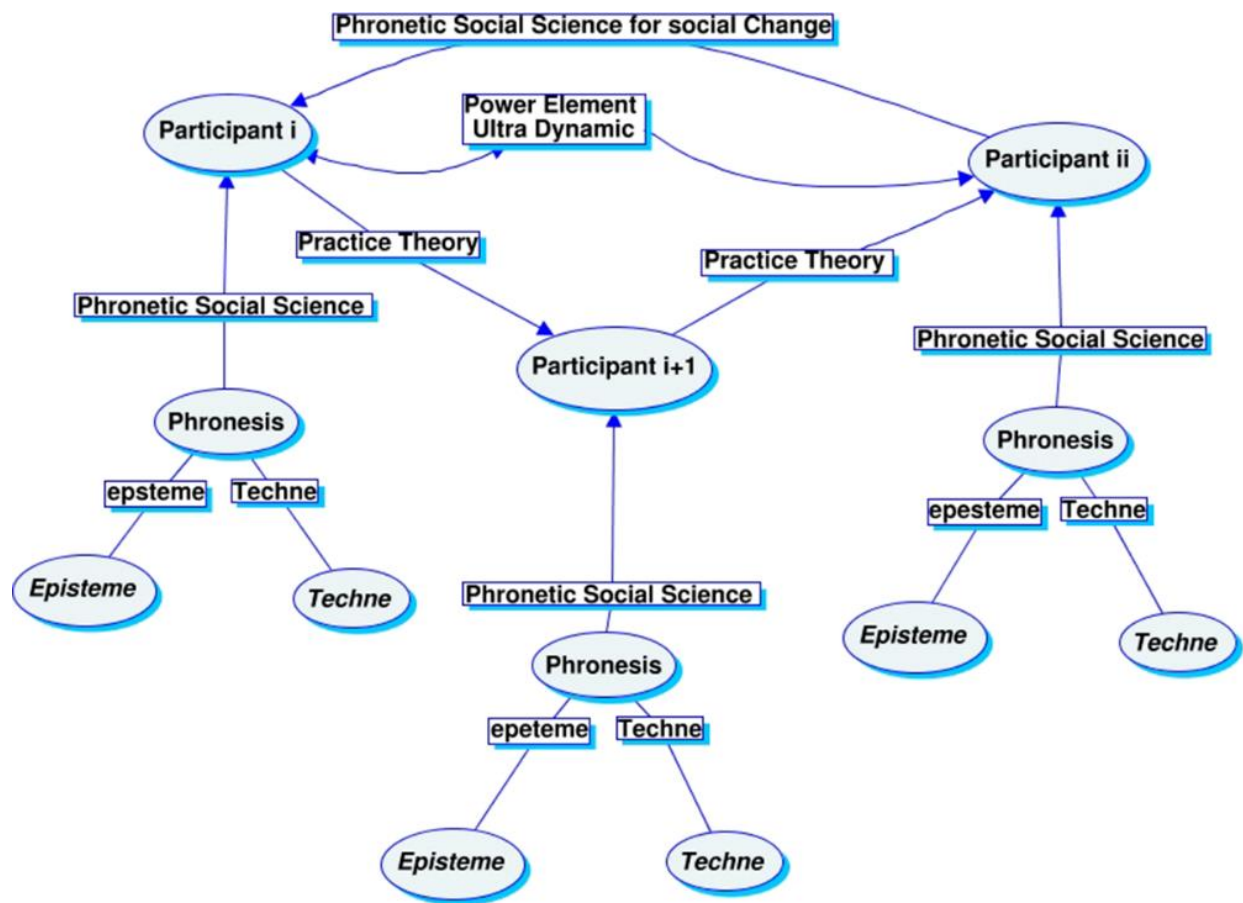 Phronetic Social Science for social Change
Power Element
Ultra Dynamic
Participant i
Participant ii
Practice Theory
Practice Theory
Phronetic Social Science
Phronetic Social Science
Participant i+1
Phronesis
Phronesis
epsteme
Techne
epesteme
Techne
Episteme
Techne
Phronetic Social Science
Episteme
Techne
Phronesis
epeteme
Techne
Episteme
Techne